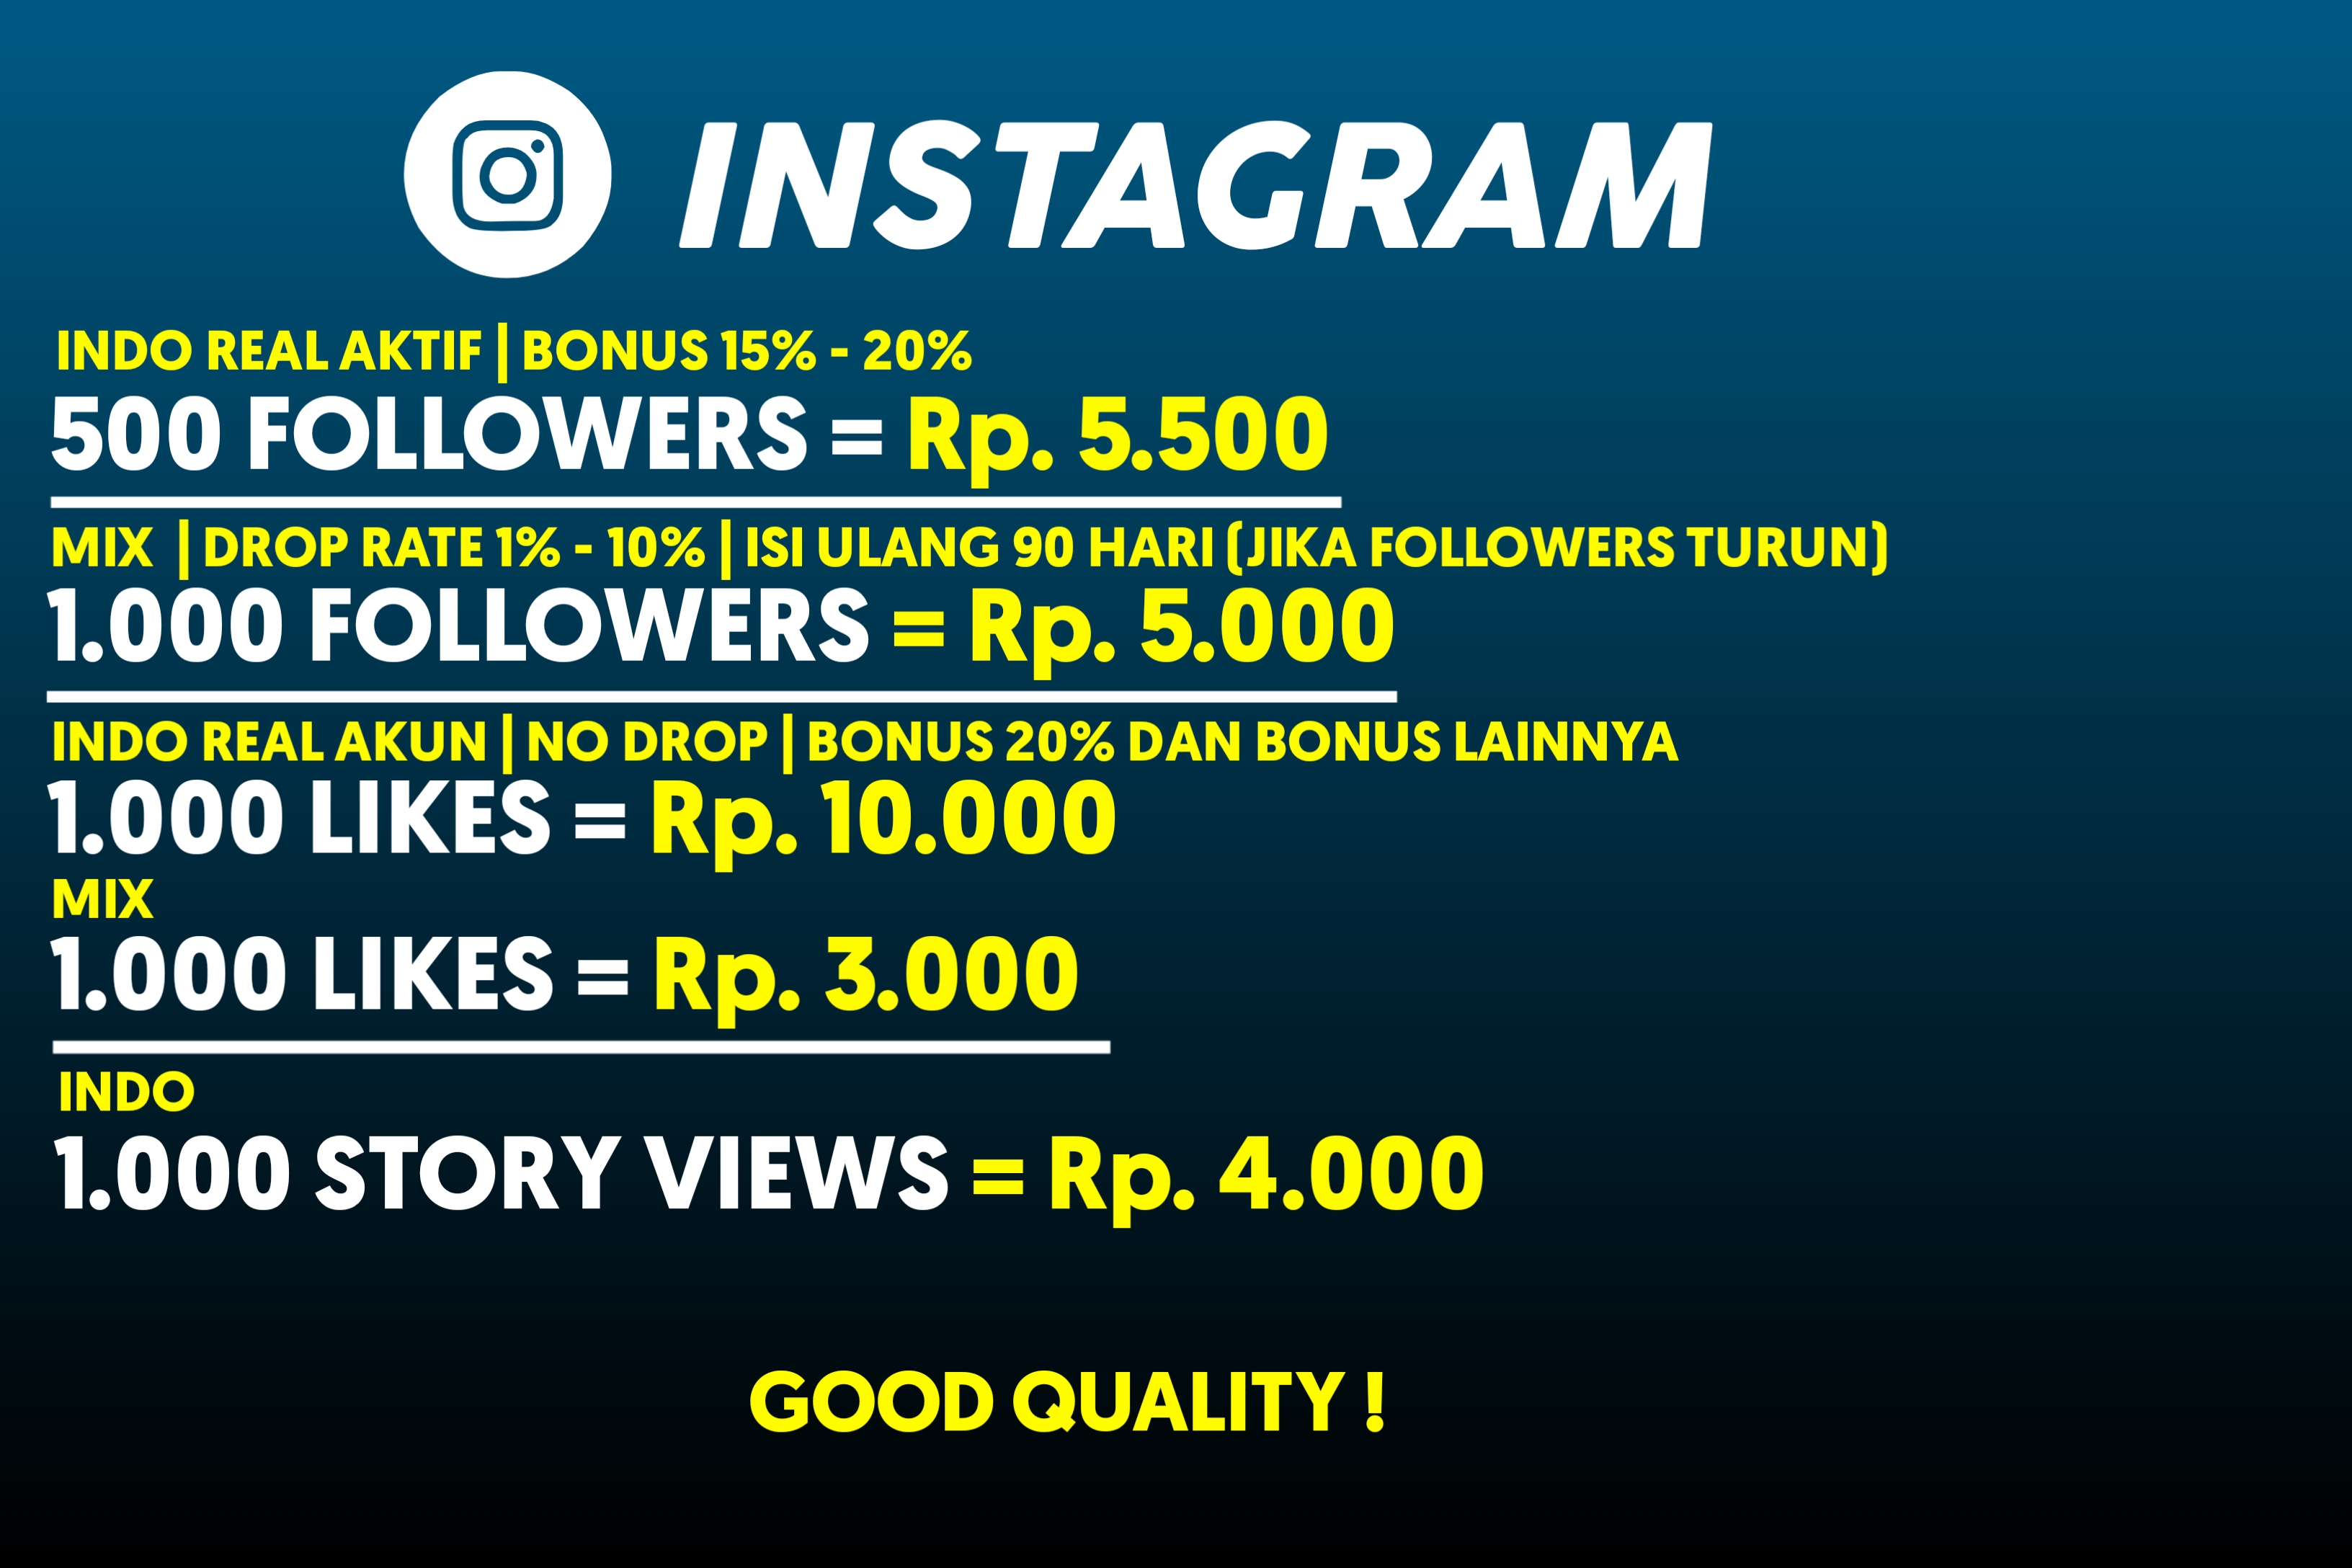 INSTAGRAM
INDO REAL AKTIF | BONUS 15% - 20%
500 FOLLOWERS = Rp. 5.500
MIX | DROP RATE 1% - 10% | ISI ULANG 90 HARI (JIKA FOLLOWERS TURUN)
1.000 FOLLOWERS = Rp. 5.000
INDO REAL AKUN | NO DROP | BONUS 20% DAN BONUS LAINNYA
1.000 LIKES = Rp. 10.000
MIX
1.000 LIKES = Rp. 3.000
INDO
1.000 STORY VIEWS = Rp. 4.000
GOOD QUALITY !